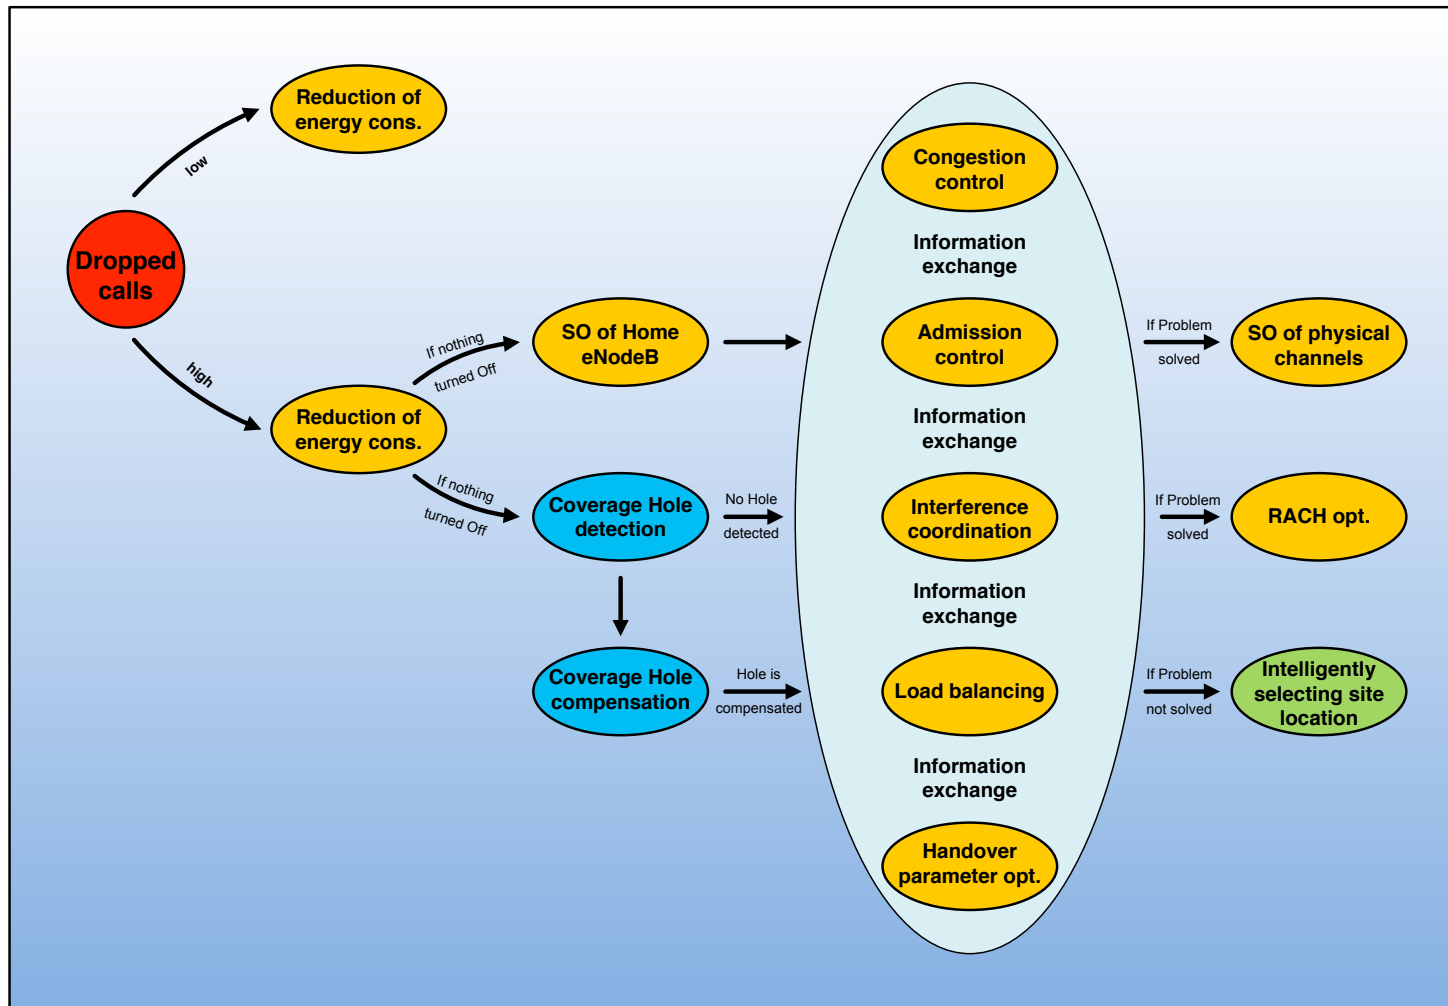 Reduction of
energy cons.
low
Dropped
calls
high
Reduction of
energy cons.
If nothing
turned Off
SO of Home
eNodeB
If nothing
turned Off
Coverage Hole
detection
No Hole
detected
Coverage Hole
compensation
Hole is
compensated
Congestion
control
Information
exchange
Admission
control
Information
exchange
Interference
coordination
Information
exchange
Load balancing
Information
exchange
Handover
parameter opt.
If Problem
solved
SO of physical
channels
If Problem
solved
RACH opt.
If Problem
not solved
Intelligently
selecting site
location